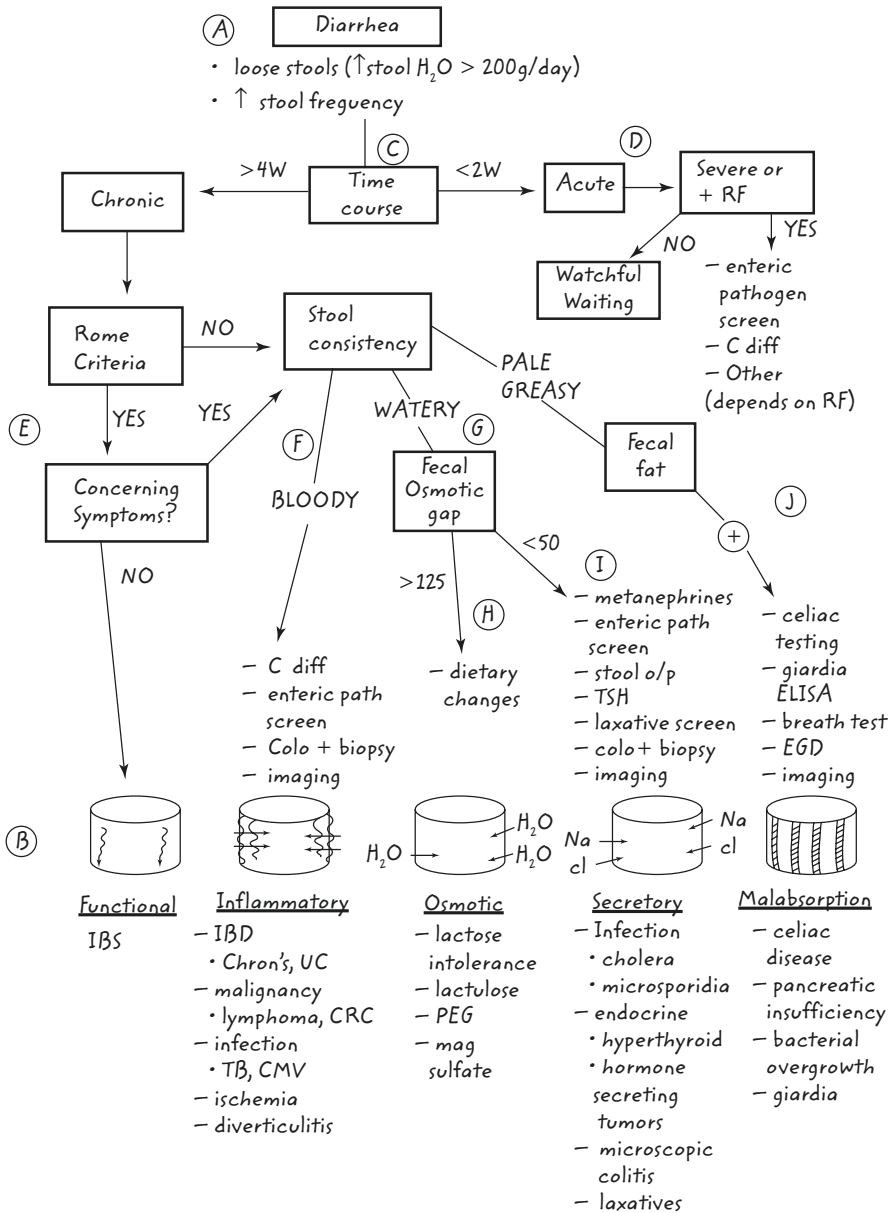 A
Diarrhea
· loose stools (↑stool H₂O > 200g/day)
· ↑ stool freguency
C
D
>4W
Time
course
<2W
Acute
Severe or
+ RF
Chronic
NO
YES
Watchful
Waiting
– enteric
pathogen
screen
– C diff
– Other
(depends on RF)
Rome
Criteria
NO
Stool
consistency
PALE
GREASY
E
YES
YES
WATERY
F
G
Fecal
fat
Concerning
Symptoms?
BLOODY
Fecal
Osmotic
gap
J
+
NO
>125
<50
H
I
– C diff
– enteric path
screen
– Colo + biopsy
– imaging
– dietary
changes
– metanephrines
– enteric path
screen
– stool o/p
– TSH
– laxative screen
– colo+ biopsy
– imaging
– celiac
testing
– giardia
ELISA
– breath test
– EGD
– imaging
B
H₂O
H₂O
H₂O
Na
cl
Na
cl
Functional
IBS
Inflammatory
– IBD
· Chron's, UC
– malignancy
· lymphoma, CRC
– infection
· TB, CMV
– ischemia
– diverticulitis
Osmotic
– lactose
intolerance
– lactulose
– PEG
– mag
sulfate
Secretory
– Infection
· cholera
· microsporidia
– endocrine
· hyperthyroid
· hormone
secreting
tumors
– microscopic
colitis
– laxatives
Malabsorption
– celiac
disease
– pancreatic
insufficiency
– bacterial
overgrowth
– giardia